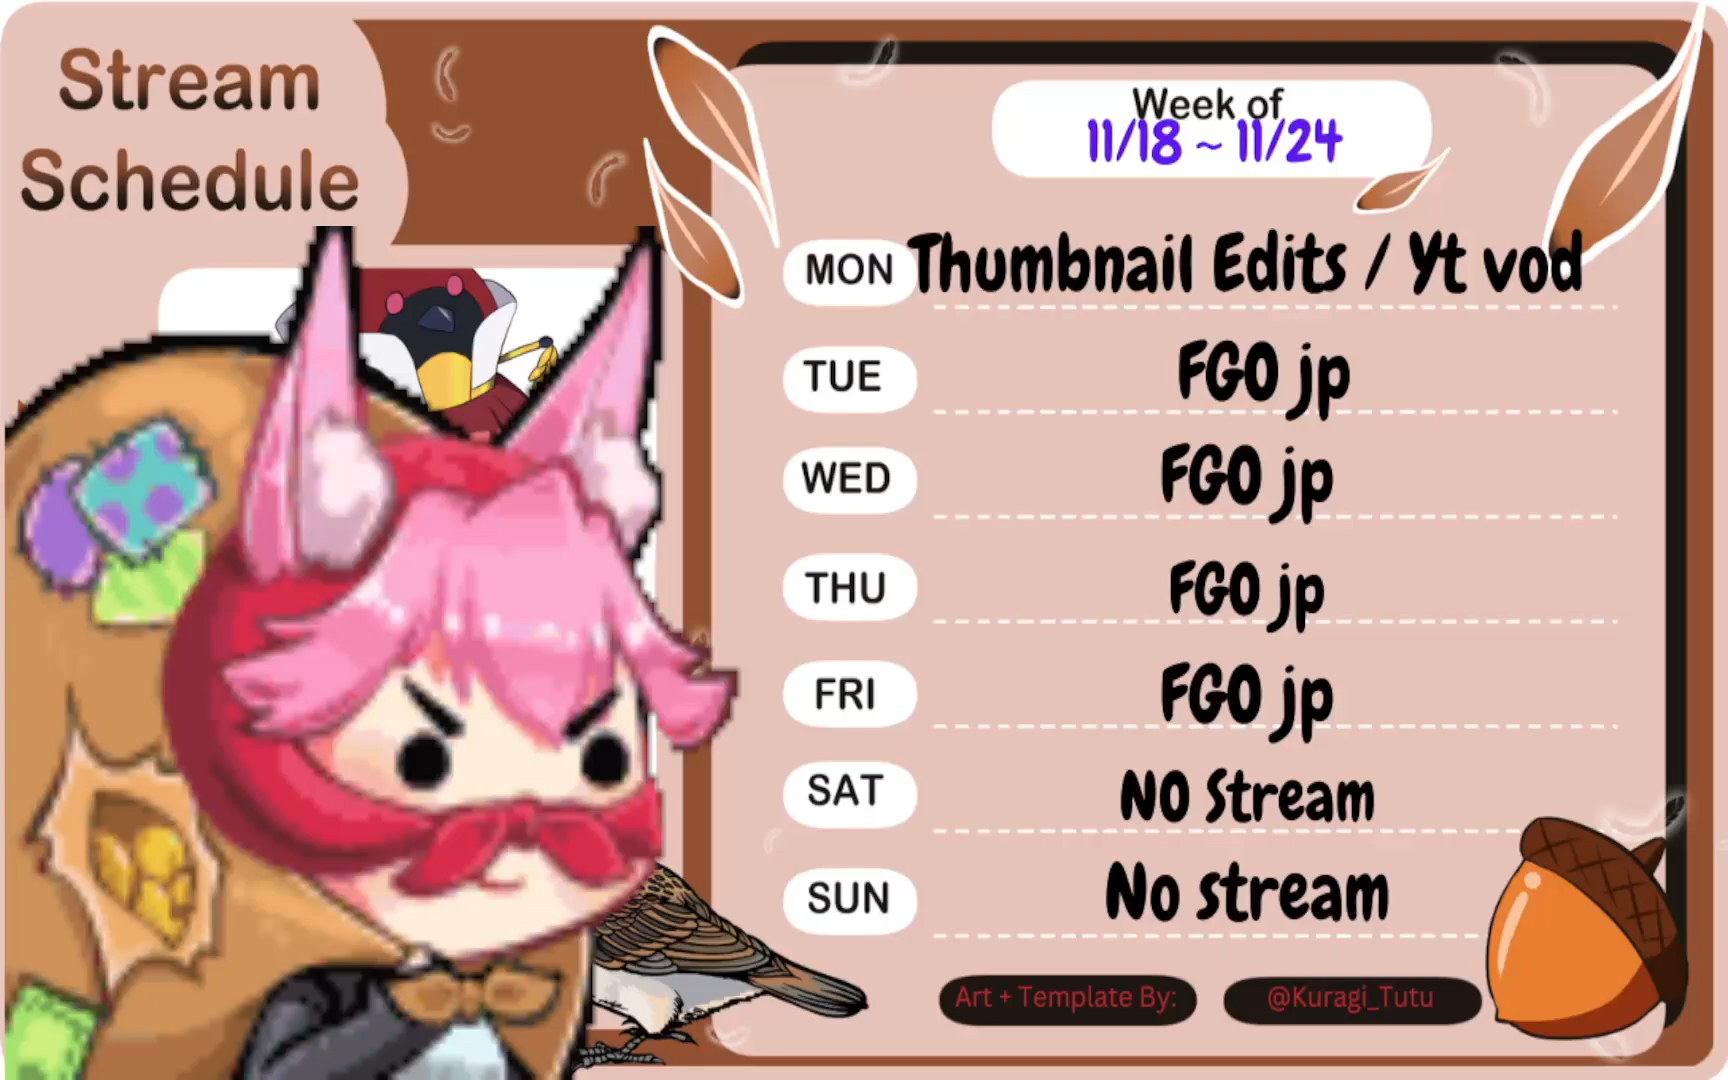 Stream
Schedule
Week of
11/18 ~ 11/24
MON Thumbnail Edits / Yt vod
TUE FGO jp
WED FGO jp
THU FGO jp
FRI FGO jp
SAT NO Stream
SUN No stream
Art + Template By: @Kuragi_Tutu